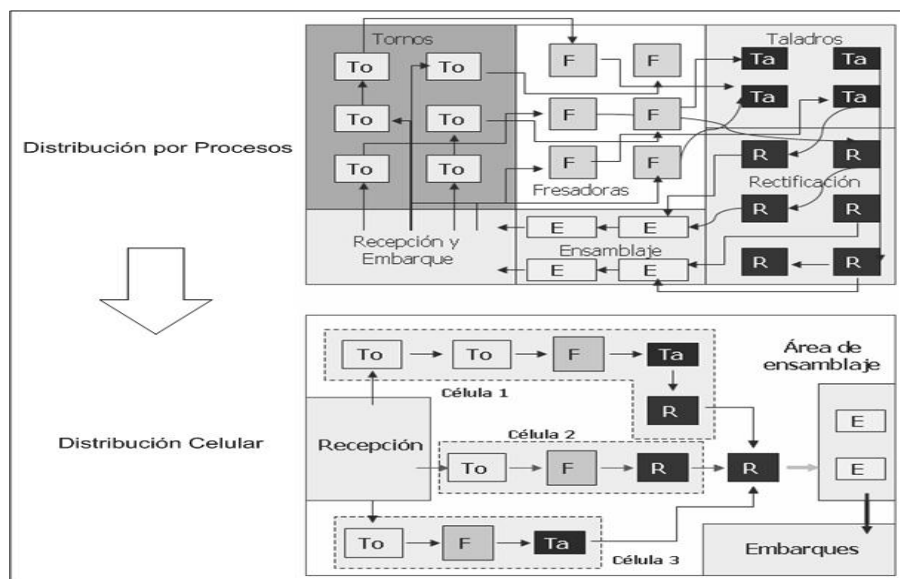 Tornos
Taladros
To To F F Ta Ta
Ta Ta
To To F F
Distribución por Procesos
R R
To To F F
Fresadoras
Rectificación
R R
E E
Recepción y
Embarque
Ensamblaje
E E
R R
To To F Ta
Área de
ensamblaje
Célula 1
R
E
Distribución Celular
Recepción
Célula 2
To F R R
E
To F Ta
Célula 3
Embarques